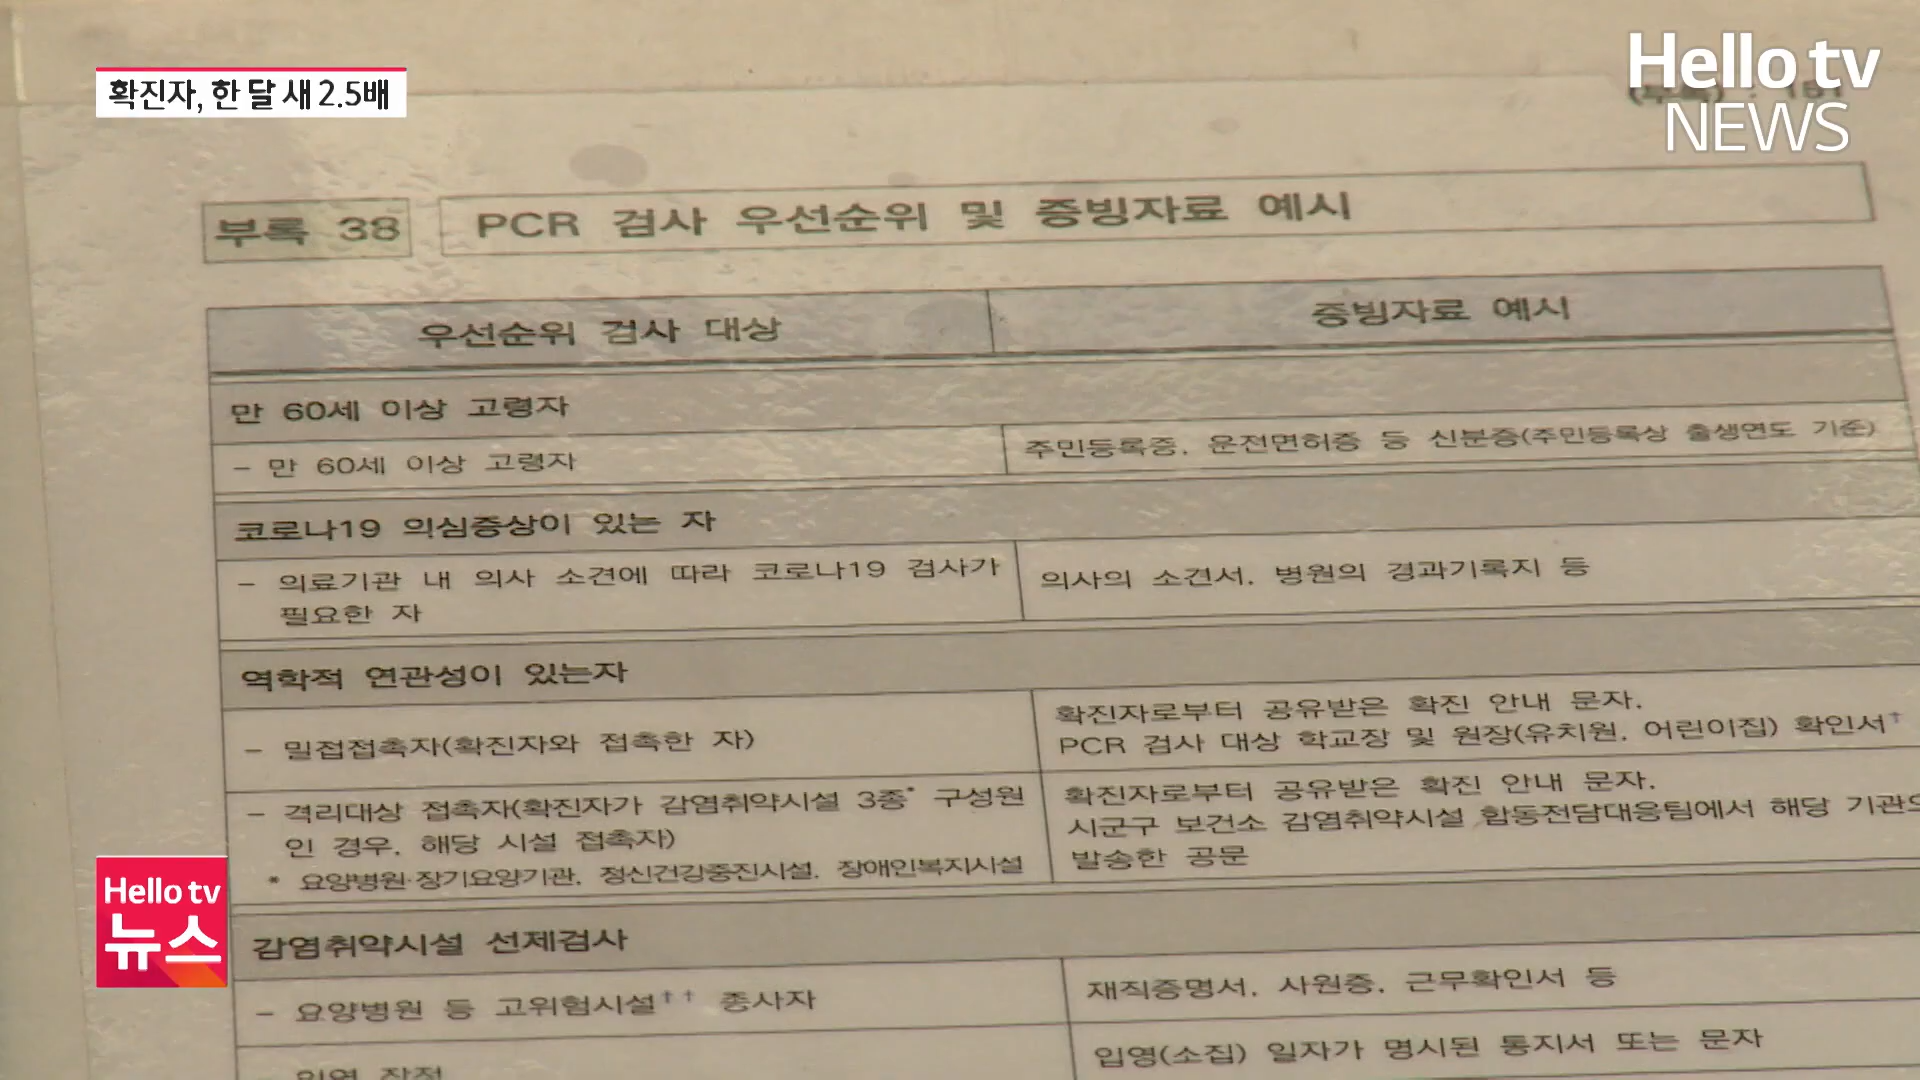 확진자, 한 달 새 2.5배
Hello tv
NEWS
부록 38
PCR 검사 우선순위 및 증빙자료 예시
우선순위 검사 대상
증빙자료 예시
만 60세 이상 고령자
- 만 60세 이상 고령자
주민등록증, 운전면허증 등 신분증(주민등록상 출생연도 기준)
코로나19 의심증상이 있는 자
- 의료기관 내 의사 소견에 따라 코로나19 검사가
필요한 자
의사의 소견서, 병원의 경과기록지 등
역학적 연관성이 있는자
- 밀접접촉자(확진자와 접촉한 자)
확진자로부터 공유받은 확진 안내 문자,
PCR 검사 대상 학교장 및 원장(유치원, 어린이집) 확인서†
- 격리대상 접촉자(확진자가 감염취약시설 3종* 구성원
인 경우, 해당 시설 접촉자)
* 요양병원·장기요양기관, 정신건강증진시설, 장애인복지시설
확진자로부터 공유받은 확진 안내 문자,
시군구 보건소 감염취약시설 합동전담대응팀에서 해당
발송한 공문
감염취약시설 선제검사
- 요양병원 등 고위험시설†† 종사자
재직증명서, 사원증, 근무확인서 등
입영(소집) 일자가 명시된 통지서 또는 문자
Hello tv
뉴스